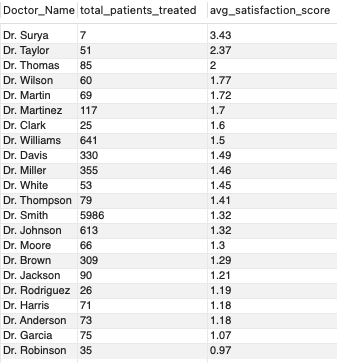 Doctor_Name total_patients_treated avg_satisfaction_score
Dr. Surya 7 3.43
Dr. Taylor 51 2.37
Dr. Thomas 85 2
Dr. Wilson 60 1.77
Dr. Martin 69 1.72
Dr. Martinez 117 1.7
Dr. Clark 25 1.6
Dr. Williams 641 1.5
Dr. Davis 330 1.49
Dr. Miller 355 1.46
Dr. White 53 1.45
Dr. Thompson 79 1.41
Dr. Smith 5986 1.32
Dr. Johnson 613 1.32
Dr. Moore 66 1.3
Dr. Brown 309 1.29
Dr. Jackson 90 1.21
Dr. Rodriguez 26 1.19
Dr. Harris 71 1.18
Dr. Anderson 73 1.18
Dr. Garcia 75 1.07
Dr. Robinson 35 0.97